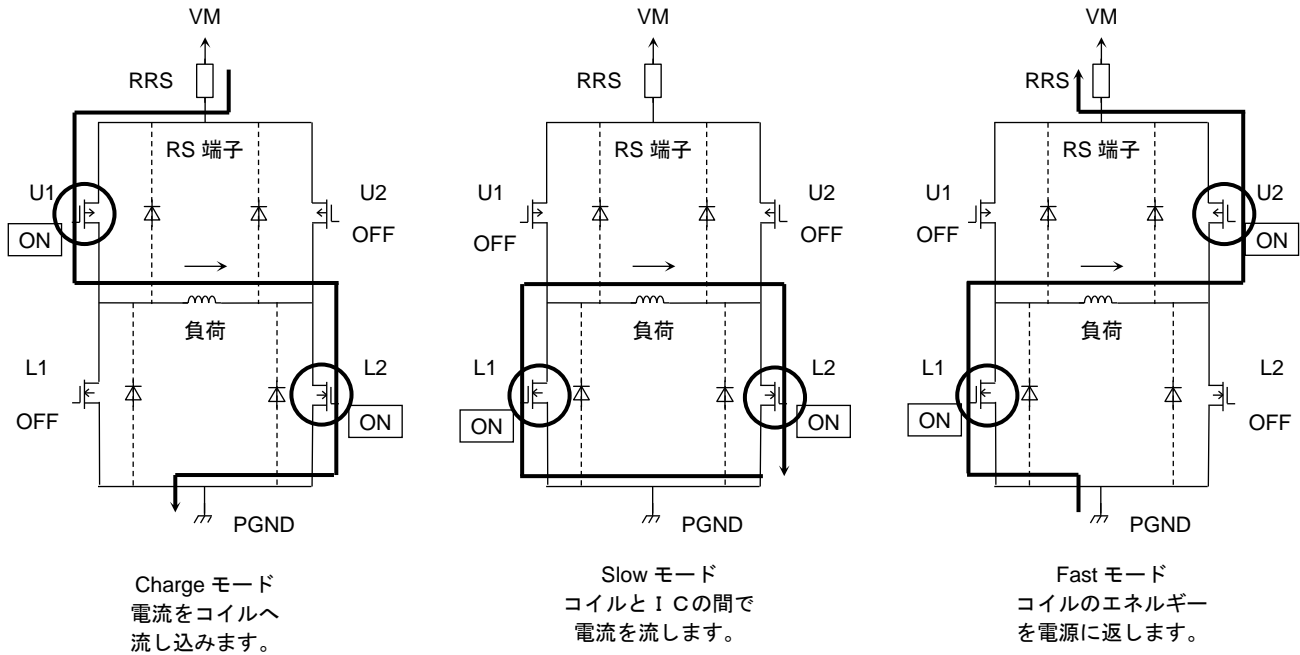 VM
RRS
RS 端子
U1
U2
ON
OFF
負荷
L1
L2
OFF
ON
PGND
Charge モード
電流をコイルへ
流し込みます。
VM
RRS
RS 端子
U1
U2
OFF
OFF
負荷
L1
L2
ON
ON
PGND
Slow モード
コイルとＩＣの間で
電流を流します。
VM
RRS
RS 端子
U1
U2
OFF
ON
負荷
L1
L2
ON
OFF
PGND
Fast モード
コイルのエネルギー
を電源に返します。